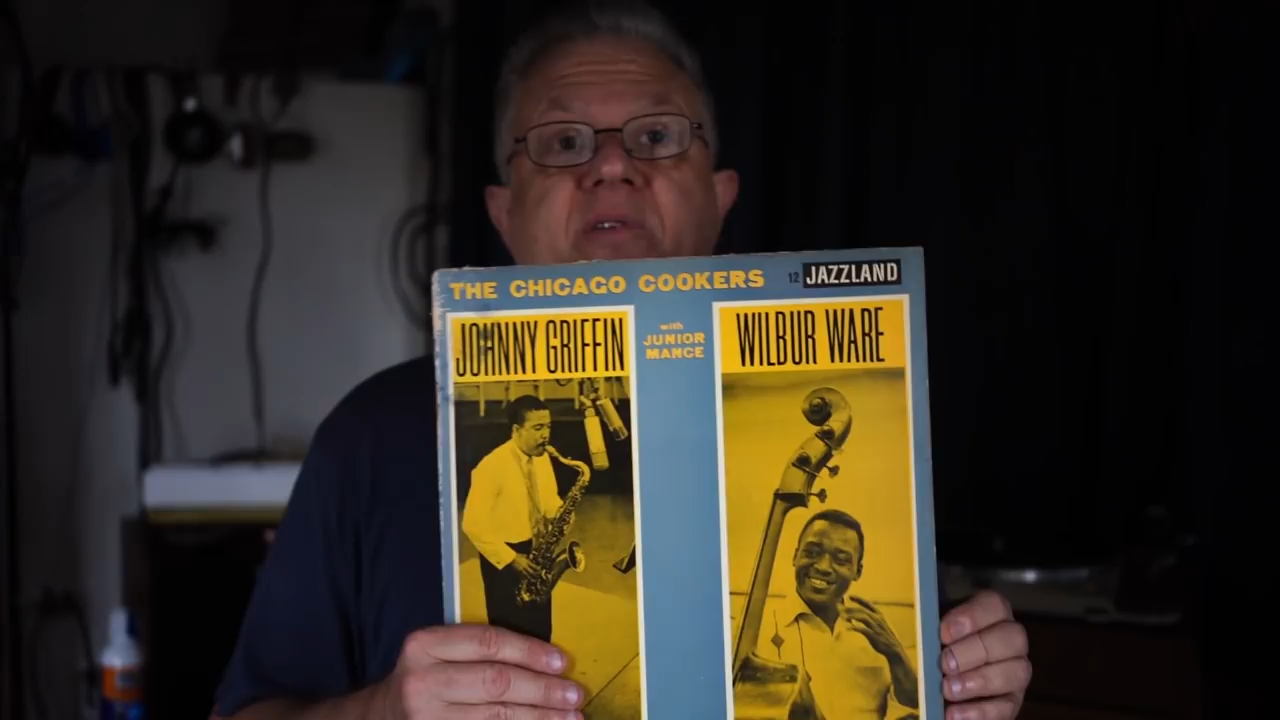 THE CHICAGO COOKERS
12 JAZZLAND
JOHNNY GRIFFIN
with
JUNIOR
MANCE
WILBUR WARE